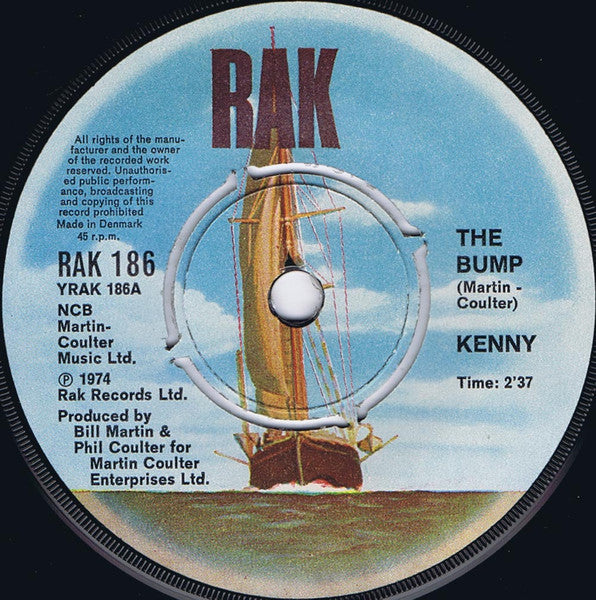 RAK
All rights of the manu-
facturer and the owner
of the recorded work
reserved. Unauthoris-
ed public perform-
ance, broadcasting
and copying of this
record prohibited
Made in Denmark
45 r.p.m.
RAK 186
YRAK 186A
NCB
Martin-
Coulter
Music Ltd.
℗ 1974
Rak Records Ltd.
Produced by
Bill Martin &
Phil Coulter for
Martin Coulter
Enterprises Ltd.
THE
BUMP
(Martin -
Coulter)
KENNY
Time: 2'37